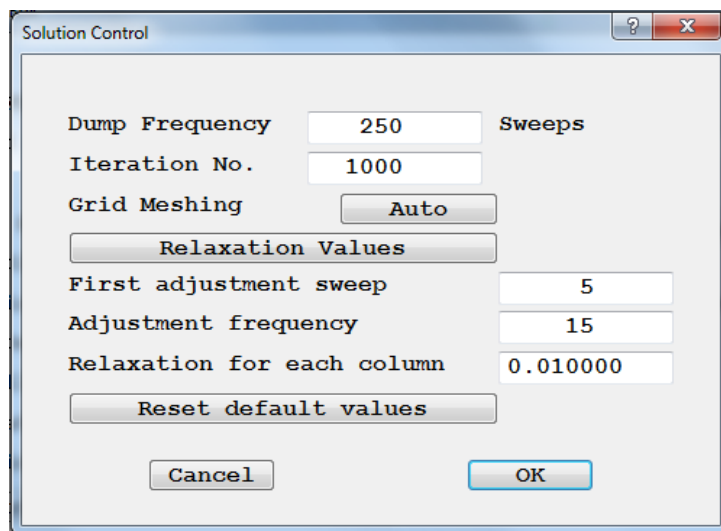 Solution Control
Dump Frequency 250 Sweeps
Iteration No. 1000
Grid Meshing Auto
Relaxation Values
First adjustment sweep 5
Adjustment frequency 15
Relaxation for each column 0.010000
Reset default values
Cancel OK